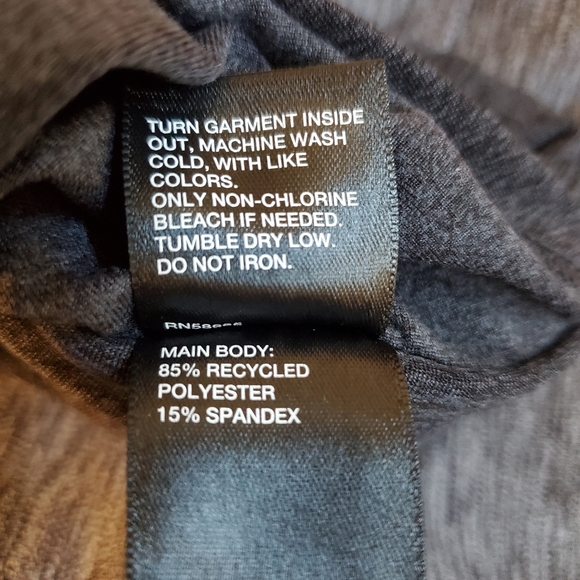 TURN GARMENT INSIDE
OUT, MACHINE WASH
COLD, WITH LIKE
COLORS.
ONLY NON-CHLORINE
BLEACH IF NEEDED.
TUMBLE DRY LOW.
DO NOT IRON.
MAIN BODY:
85% RECYCLED
POLYESTER
15% SPANDEX